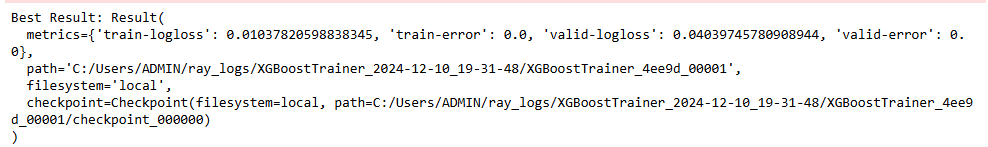 Best Result: Result(
  metrics={'train-logloss': 0.01037820598838345, 'train-error': 0.0, 'valid-logloss': 0.04039745780908944, 'valid-error': 0.
0},
  path='C:/Users/ADMIN/ray_logs/XGBoostTrainer_2024-12-10_19-31-48/XGBoostTrainer_4ee9d_00001',
  filesystem='local',
  checkpoint=Checkpoint(filesystem=local, path=C:/Users/ADMIN/ray_logs/XGBoostTrainer_2024-12-10_19-31-48/XGBoostTrainer_4ee9
d_00001/checkpoint_000000)
)